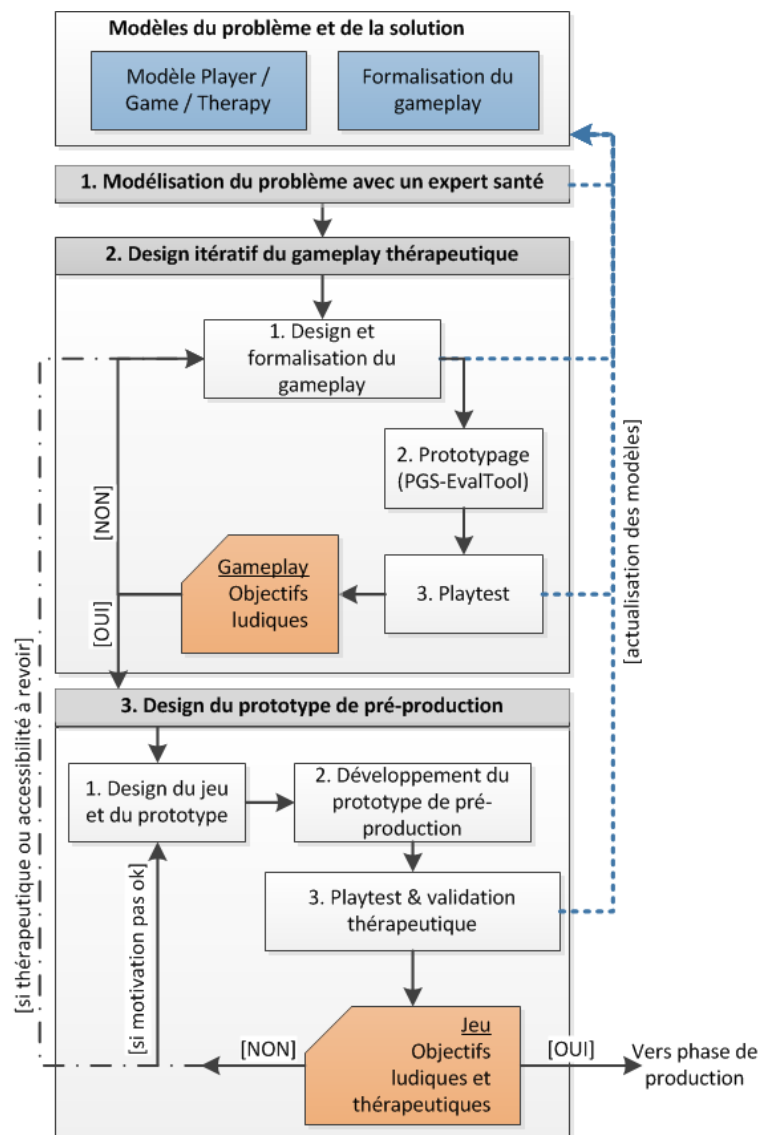 Modèles du problème et de la solution
Modèle Player /
Game / Therapy
Formalisation du
gameplay
1. Modélisation du problème avec un expert santé
2. Design itératif du gameplay thérapeutique
1. Design et
formalisation du
gameplay
2. Prototypage
(PGS-EvalTool)
3. Playtest
Gameplay
Objectifs
ludiques
[NON]
[OUI]
[actualisation des modèles]
[si thérapeutique ou accessibilité à revoir]
3. Design du prototype de pré-production
1. Design du jeu
et du prototype
2. Développement du
prototype de pré-
production
3. Playtest & validation
thérapeutique
[si motivation pas ok]
Jeu
Objectifs
ludiques et
thérapeutiques
[NON]
[OUI]
Vers phase de
production